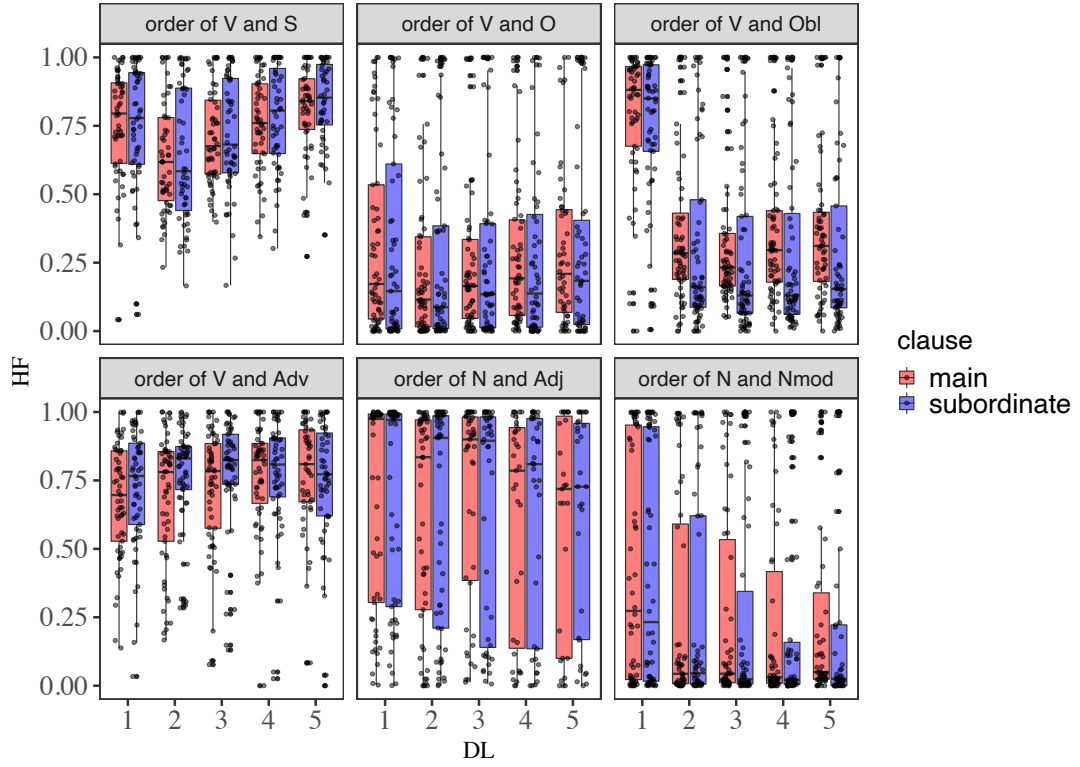 order of V and S
order of V and O
order of V and Obl
1.00
0.75
0.50
0.25
0.00
HF
order of V and Adv
order of N and Adj
order of N and Nmod
1.00
0.75
0.50
0.25
0.00
1 2 3 4 5
1 2 3 4 5
1 2 3 4 5
DL
clause
main
subordinate